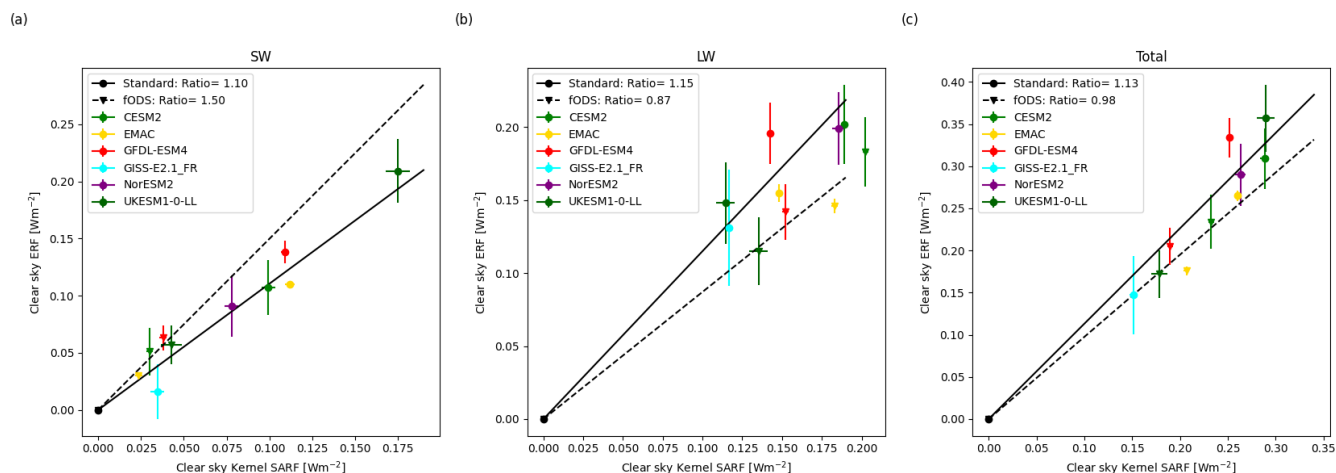 (a)
SW
Standard: Ratio= 1.10
fODS: Ratio= 1.50
CESM2
EMAC
GFDL-ESM4
GISS-E2.1_FR
NorESM2
UKESM1-0-LL
Clear sky ERF [Wm⁻²]
0.25
0.20
0.15
0.10
0.05
0.00
0.000 0.025 0.050 0.075 0.100 0.125 0.150 0.175
Clear sky Kernel SARF [Wm⁻²]
(b)
LW
Standard: Ratio= 1.15
fODS: Ratio= 0.87
CESM2
EMAC
GFDL-ESM4
GISS-E2.1_FR
NorESM2
UKESM1-0-LL
Clear sky ERF [Wm⁻²]
0.20
0.15
0.10
0.05
0.00
0.000 0.025 0.050 0.075 0.100 0.125 0.150 0.175 0.200
Clear sky Kernel SARF [Wm⁻²]
(c)
Total
Standard: Ratio= 1.13
fODS: Ratio= 0.98
CESM2
EMAC
GFDL-ESM4
GISS-E2.1_FR
NorESM2
UKESM1-0-LL
Clear sky ERF [Wm⁻²]
0.40
0.35
0.30
0.25
0.20
0.15
0.10
0.05
0.00
0.00 0.05 0.10 0.15 0.20 0.25 0.30 0.35
Clear sky Kernel SARF [Wm⁻²]